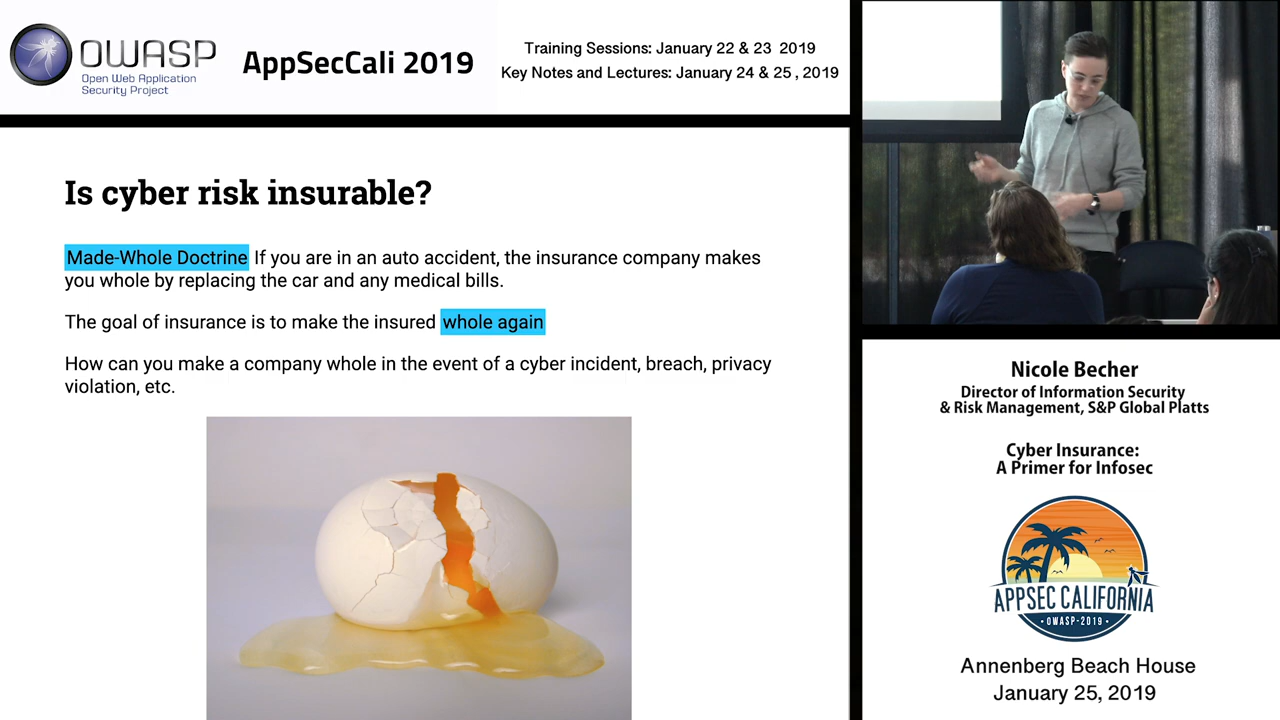 OWASP
Open Web Application
Security Project
AppSecCali 2019
Training Sessions: January 22 & 23 2019
Key Notes and Lectures: January 24 & 25 , 2019
Is cyber risk insurable?
Made-Whole Doctrine If you are in an auto accident, the insurance company makes
you whole by replacing the car and any medical bills.
The goal of insurance is to make the insured whole again
How can you make a company whole in the event of a cyber incident, breach, privacy
violation, etc.
Nicole Becher
Director of Information Security
& Risk Management, S&P Global Platts
Cyber Insurance:
A Primer for Infosec
APPSEC CALIFORNIA
• OWASP-2019 •
Annenberg Beach House
January 25, 2019